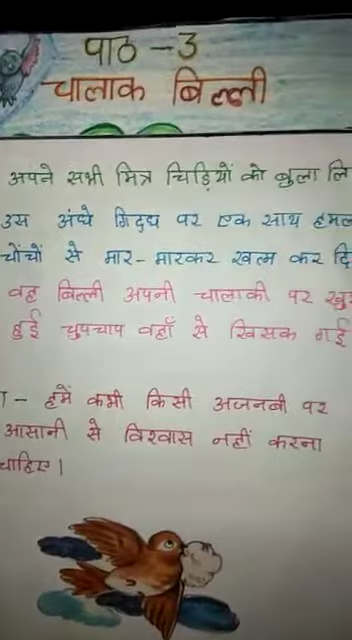 पाठ -3
चालाक बिल्ली
अपने सभी मित्र चिड़ियों को बुला लि
उस अंधे गिद्ध पर एक साथ हमल
चोंचों से मार-मारकर खत्म कर दि
वह बिल्ली अपनी चालाकी पर खु
हुई चुपचाप वहाँ से खिसक गई
- हमें कभी किसी अजनबी पर
आसानी से विश्वास नहीं करना
चाहिए।